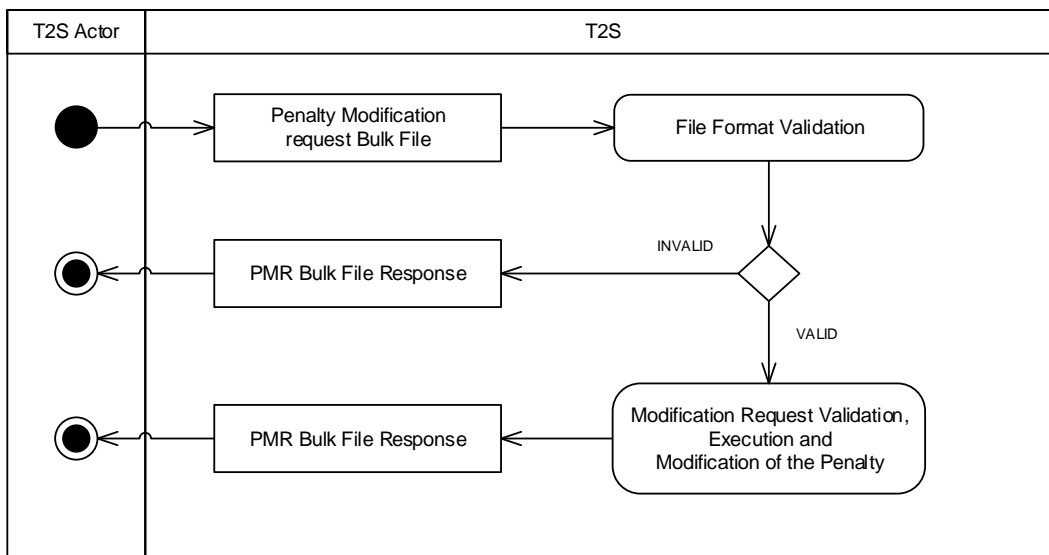 T2S Actor
T2S
Penalty Modification
request Bulk File
File Format Validation
INVALID
PMR Bulk File Response
VALID
PMR Bulk File Response
Modification Request Validation,
Execution and
Modification of the Penalty